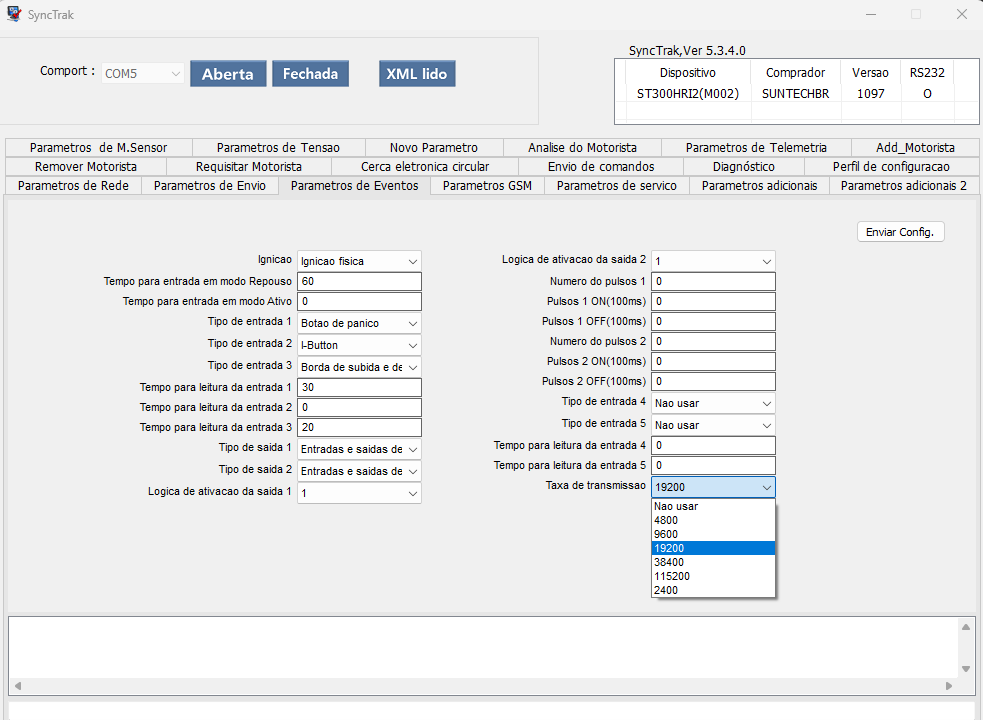 SyncTrak
Comport :
COM5
Aberta
Fechada
XML lido
SyncTrak,Ver 5.3.4.0
Dispositivo Comprador Versao RS232
ST300HRI2(M002) SUNTECHBR 1097 O
Parametros de M.Sensor Parametros de Tensao Novo Parametro Analise do Motorista Parametros de Telemetria Add_Motorista
Remover Motorista Requisitar Motorista Cerca eletronica circular Envio de comandos Diagnóstico Perfil de configuracao
Parametros de Rede Parametros de Envio Parametros de Eventos Parametros GSM Parametros de servico Parametros adicionais Parametros adicionais 2
Enviar Config.
Ignicao Ignicao fisica
Tempo para entrada em modo Repouso 60
Tempo para entrada em modo Ativo 0
Tipo de entrada 1 Botao de panico
Tipo de entrada 2 I-Button
Tipo de entrada 3 Borda de subida e de
Tempo para leitura da entrada 1 30
Tempo para leitura da entrada 2 0
Tempo para leitura da entrada 3 20
Tipo de saida 1 Entradas e saidas de
Tipo de saida 2 Entradas e saidas de
Logica de ativacao da saida 1 1
Logica de ativacao da saida 2 1
Numero do pulsos 1 0
Pulsos 1 ON(100ms) 0
Pulsos 1 OFF(100ms) 0
Numero do pulsos 2 0
Pulsos 2 ON(100ms) 0
Pulsos 2 OFF(100ms) 0
Tipo de entrada 4 Nao usar
Tipo de entrada 5 Nao usar
Tempo para leitura da entrada 4 0
Tempo para leitura da entrada 5 0
Taxa de transmissao 19200
Nao usar
4800
9600
19200
38400
115200
2400